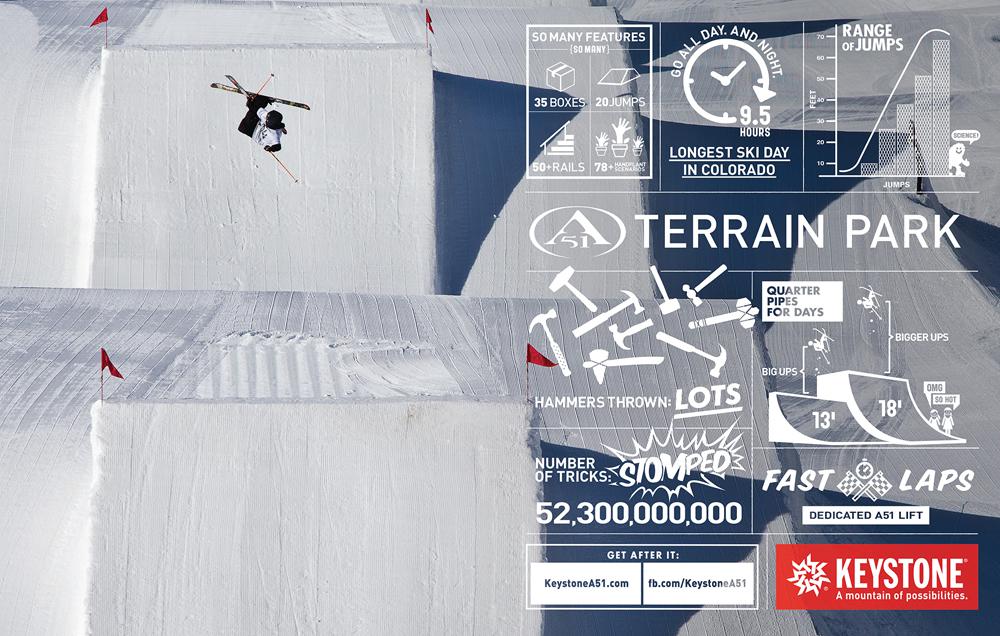 SO MANY FEATURES
(SO MANY)
35 BOXES
20 JUMPS
50+ RAILS
78+ HANDPLANT SCENARIOS
GO ALL DAY. AND NIGHT.
9.5
HOURS
LONGEST SKI DAY
IN COLORADO
RANGE
OF JUMPS
70
60
50
40
30
20
10
FEET
JUMPS
SCIENCE!
A51
TERRAIN PARK
HAMMERS THROWN: LOTS
NUMBER
OF TRICKS: STOMPED
52,300,000,000
QUARTER
PIPES
FOR DAYS
BIGGER UPS
BIG UPS
13'
18'
OMG
SO HOT
FAST LAPS
DEDICATED A51 LIFT
GET AFTER IT:
KeystoneA51.com
fb.com/KeystoneA51
KEYSTONE®
A mountain of possibilities.